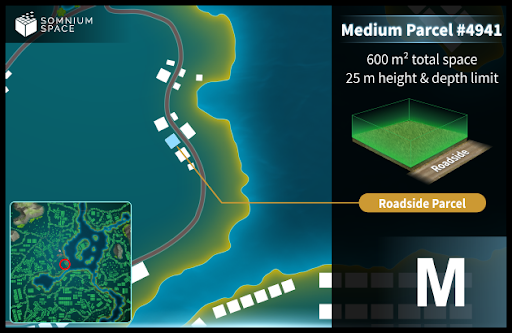 SOMNIUM
SPACE
Medium Parcel #4941
600 m² total space
25 m height & depth limit
Roadside
Roadside Parcel
M